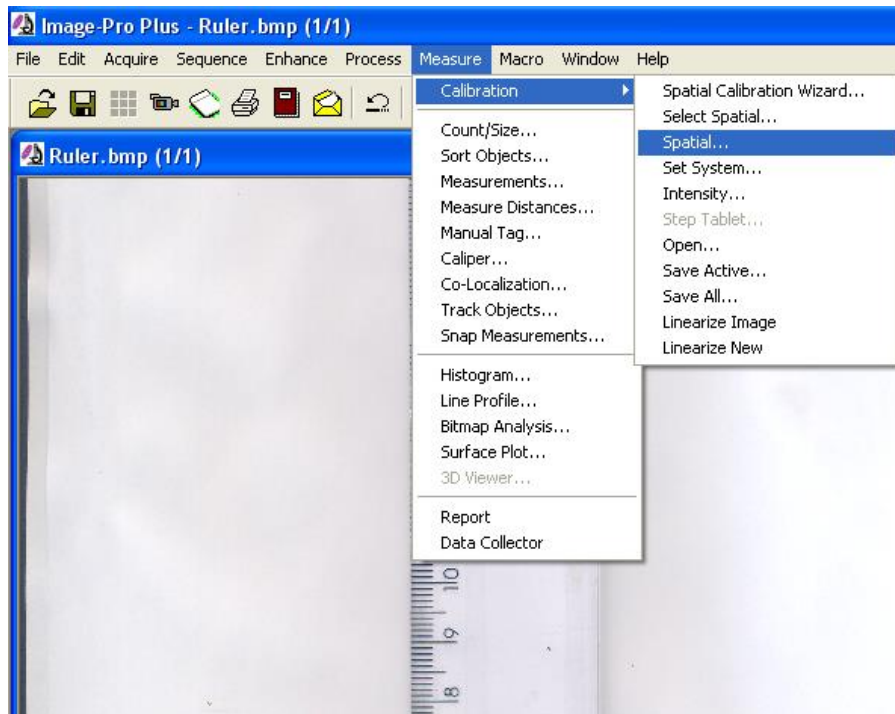 Image-Pro Plus - Ruler.bmp (1/1)
File Edit Acquire Sequence Enhance Process Measure Macro Window Help
Ruler.bmp (1/1)
Calibration
Count/Size...
Sort Objects...
Measurements...
Measure Distances...
Manual Tag...
Caliper...
Co-Localization...
Track Objects...
Snap Measurements...
Histogram...
Line Profile...
Bitmap Analysis...
Surface Plot...
3D Viewer...
Report
Data Collector
Spatial Calibration Wizard...
Select Spatial...
Spatial...
Set System...
Intensity...
Step Tablet...
Open...
Save Active...
Save All...
Linearize Image
Linearize New
10
9
8